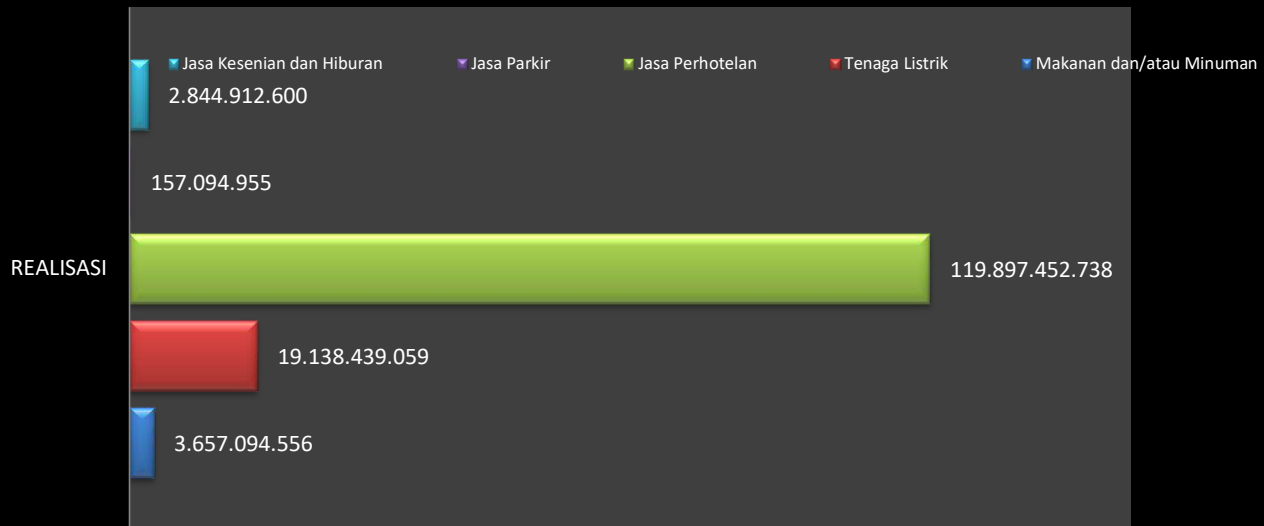 Jasa Kesenian dan Hiburan Jasa Parkir Jasa Perhotelan Tenaga Listrik Makanan dan/atau Minuman
2.844.912.600
157.094.955
REALISASI 119.897.452.738
19.138.439.059
3.657.094.556